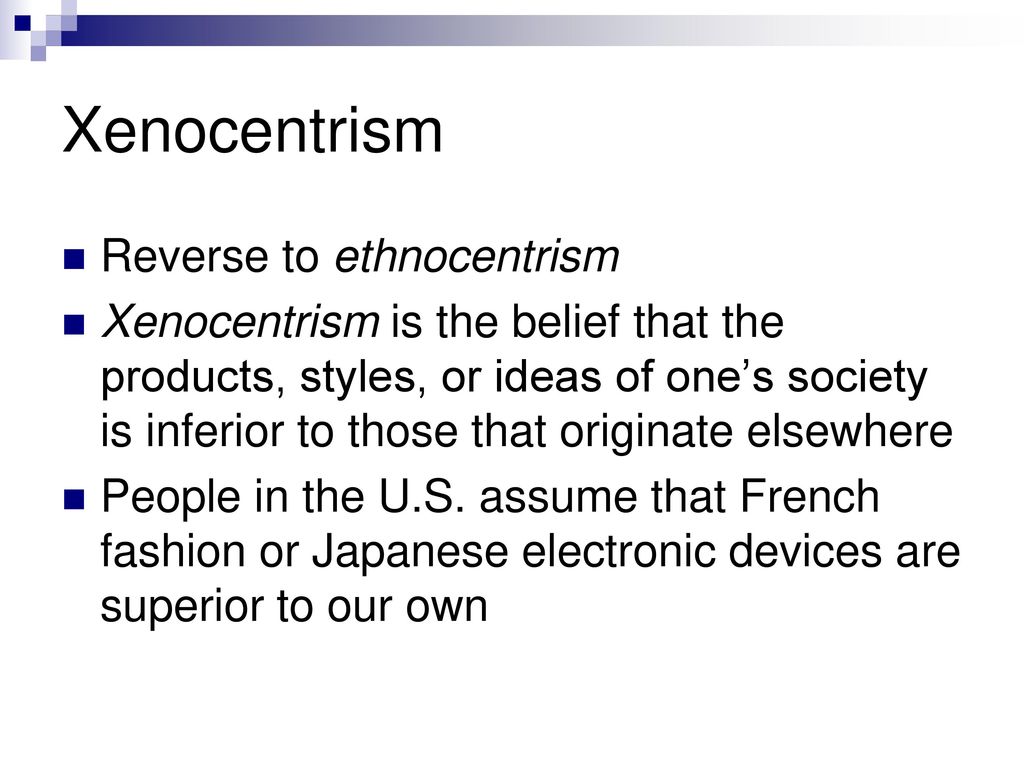 Xenocentrism
Reverse to ethnocentrism
Xenocentrism is the belief that the
products, styles, or ideas of one’s society
is inferior to those that originate elsewhere
People in the U.S. assume that French
fashion or Japanese electronic devices are
superior to our own